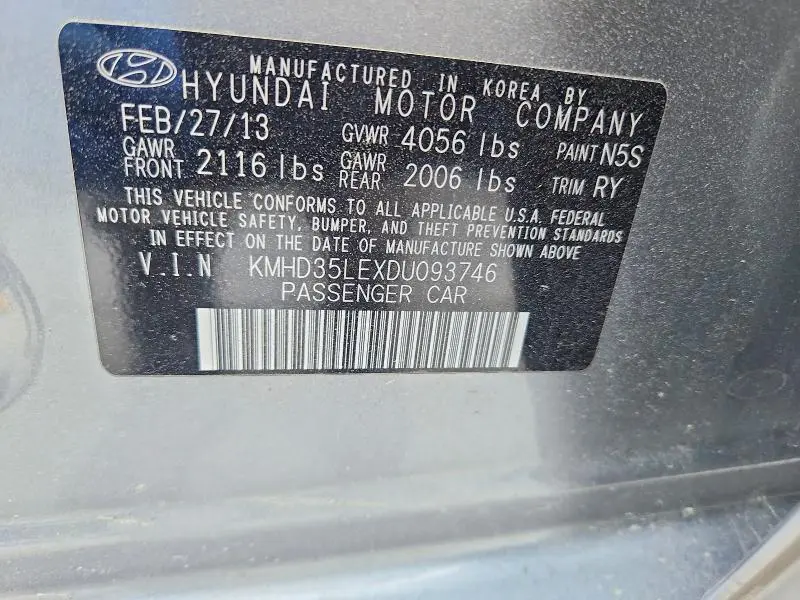 MANUFACTURED IN KOREA BY
HYUNDAI MOTOR COMPANY
FEB/27/13 GVWR 4056 lbs PAINT N5S
GAWR FRONT 2116 lbs GAWR REAR 2006 lbs TRIM RY
THIS VEHICLE CONFORMS TO ALL APPLICABLE U.S.A. FEDERAL
MOTOR VEHICLE SAFETY, BUMPER, AND THEFT PREVENTION STANDARDS
IN EFFECT ON THE DATE OF MANUFACTURE SHOWN ABOVE
V.I.N KMHD35LEXDU093746
PASSENGER CAR